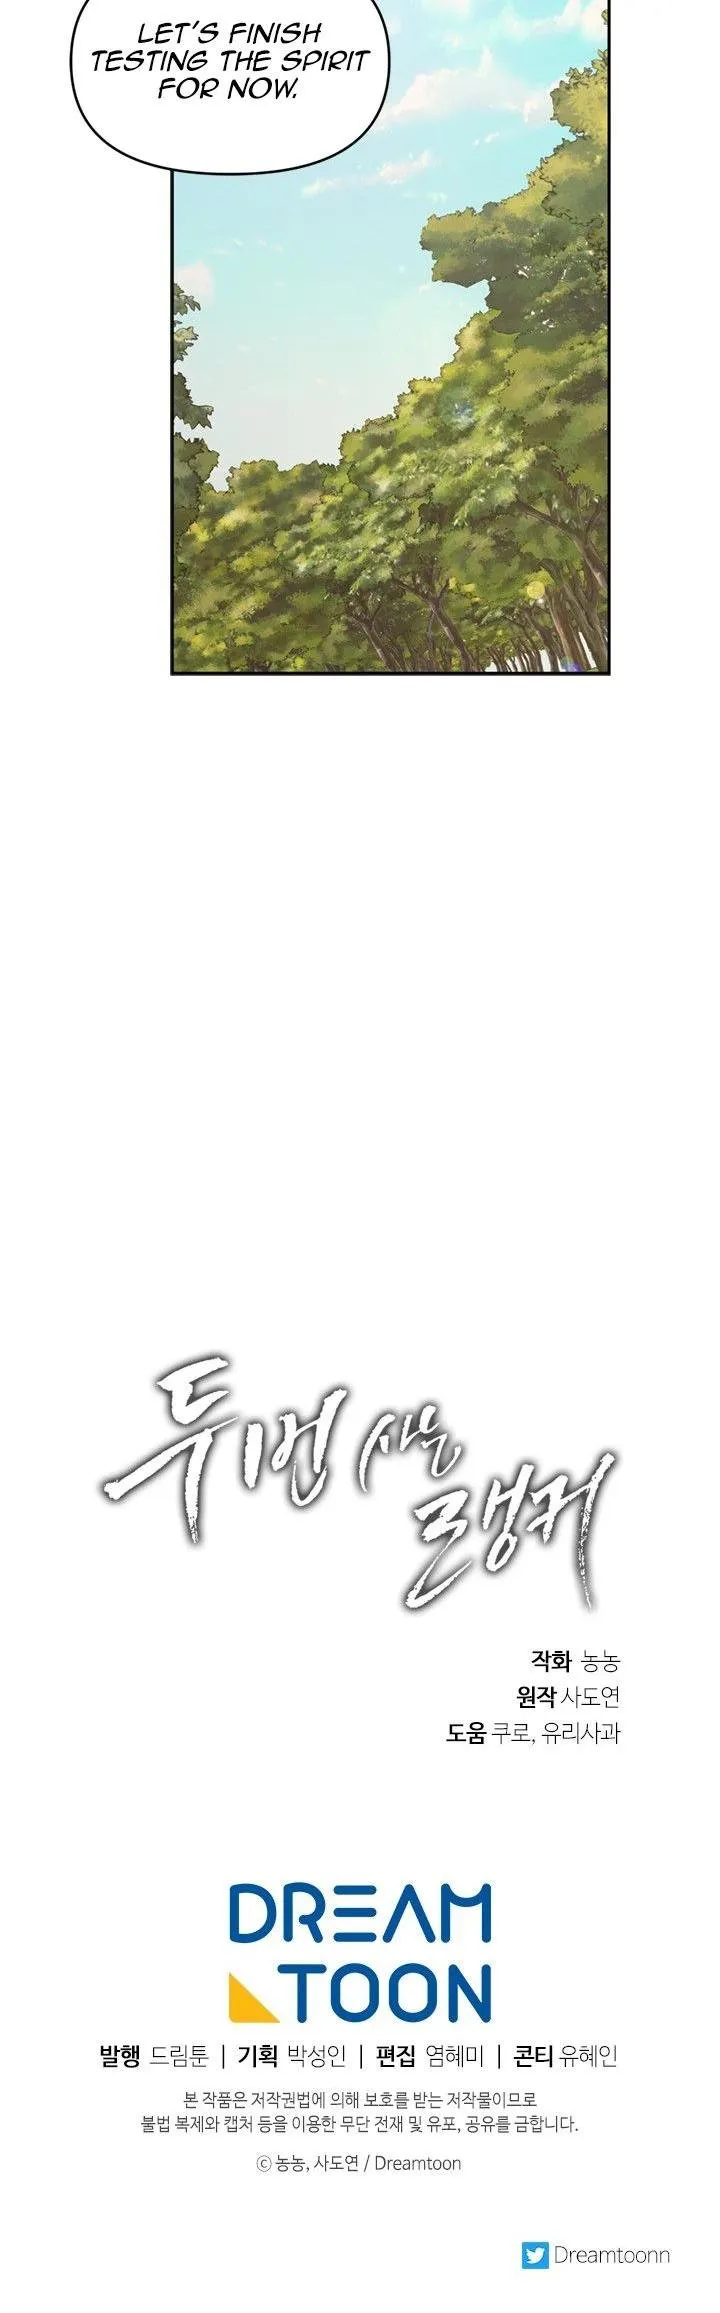 LET'S FINISH
TESTING THE SPIRIT
FOR NOW.
두번 사는
랭커
작화 농농
원작 사도연
도움 쿠로, 유리사과
DREAM
TOON
발행 드림툰 | 기획 박성인 | 편집 염혜미 | 콘티 유혜인
본 작품은 저작권법에 의해 보호를 받는 저작물이므로
불법 복제와 캡처 등을 이용한 무단 전재 및 유포, 공유를 금합니다.
ⓒ 농농, 사도연 / Dreamtoon
Dreamtoonn